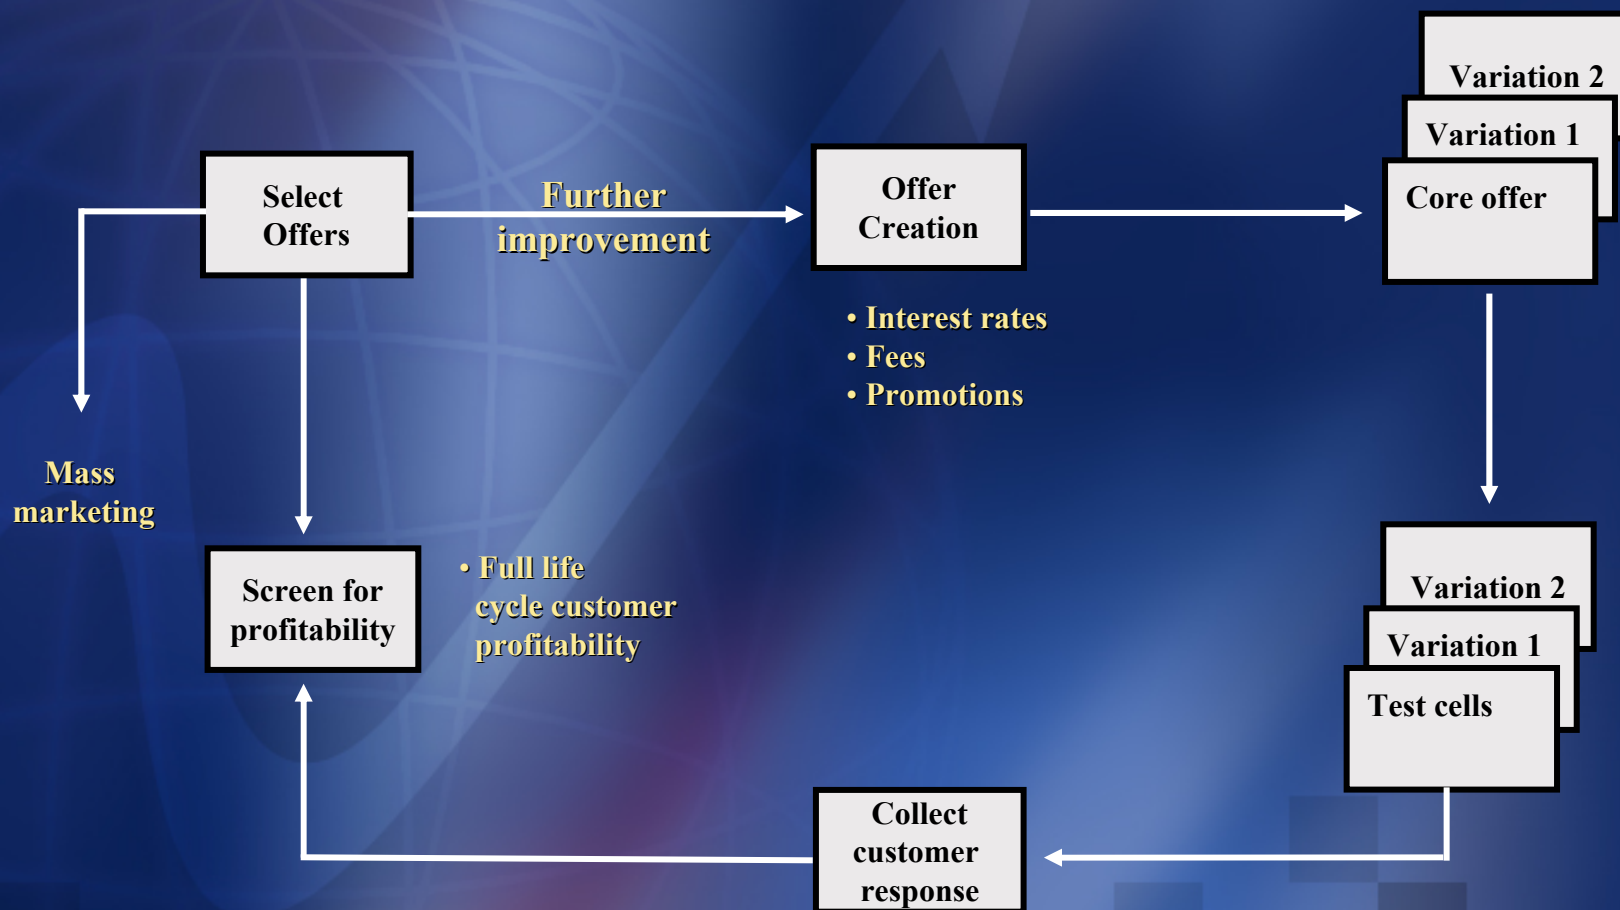 Variation 2
Variation 1
Core offer
Select
Offers
Further
improvement
Offer
Creation
• Interest rates
• Fees
• Promotions
Mass
marketing
Screen for
profitability
• Full life
cycle customer
profitability
Variation 2
Variation 1
Test cells
Collect
customer
response